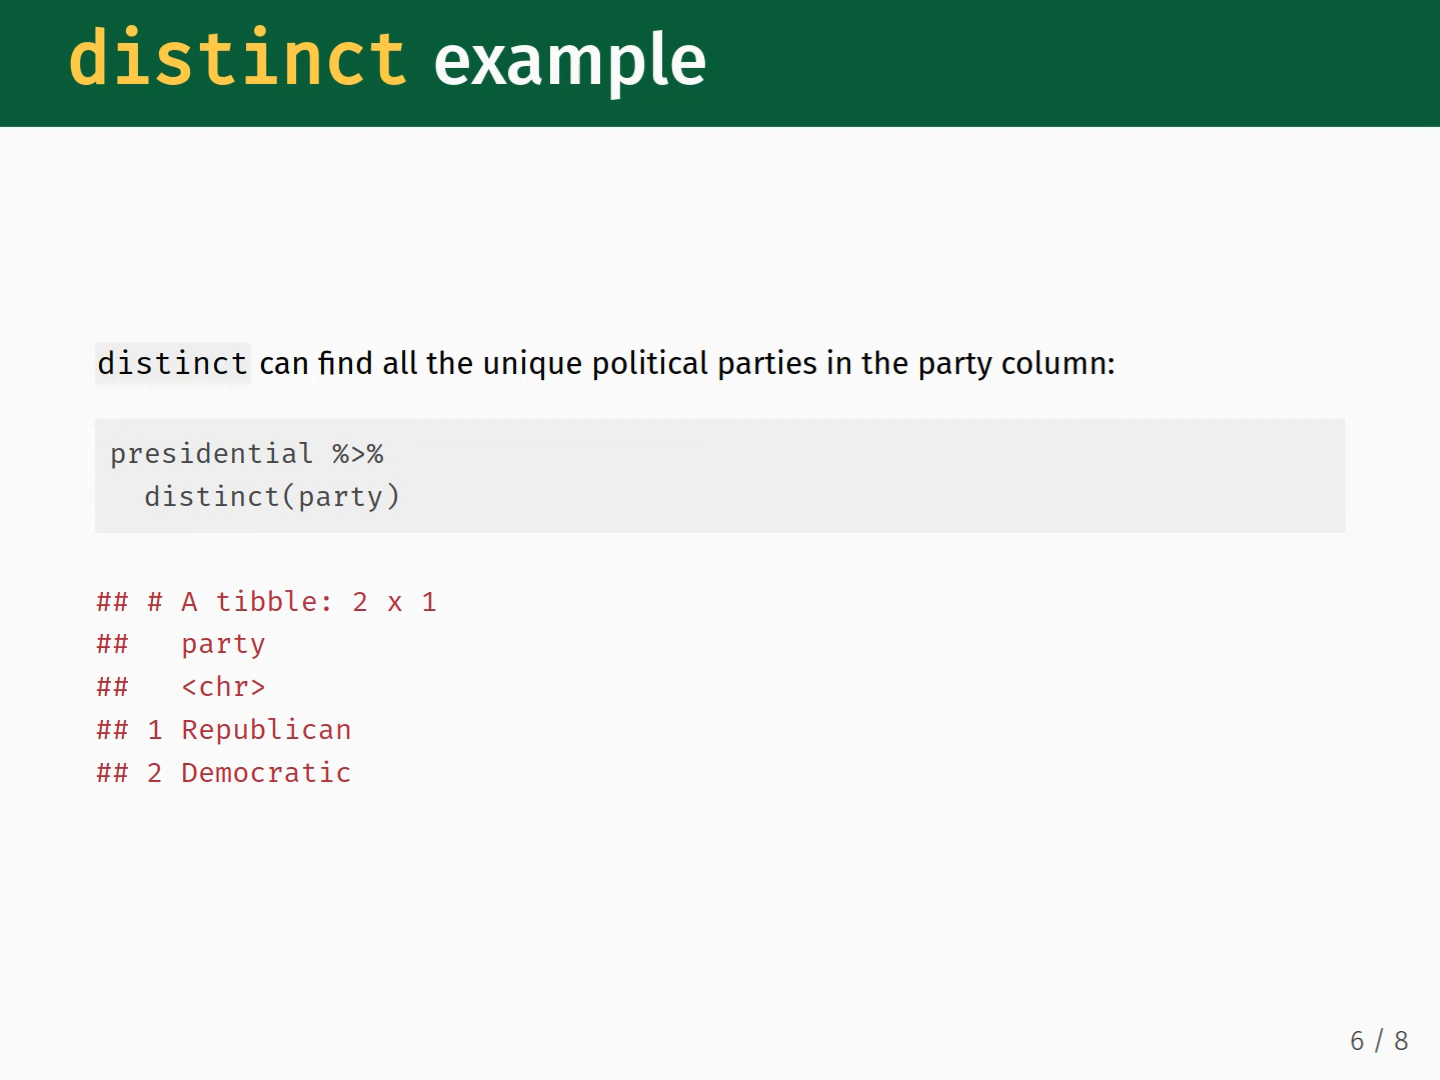 distinct example
distinct can find all the unique political parties in the party column:
presidential %>%
  distinct(party)
## # A tibble: 2 x 1
##   party
##   <chr>
## 1 Republican
## 2 Democratic
6 / 8